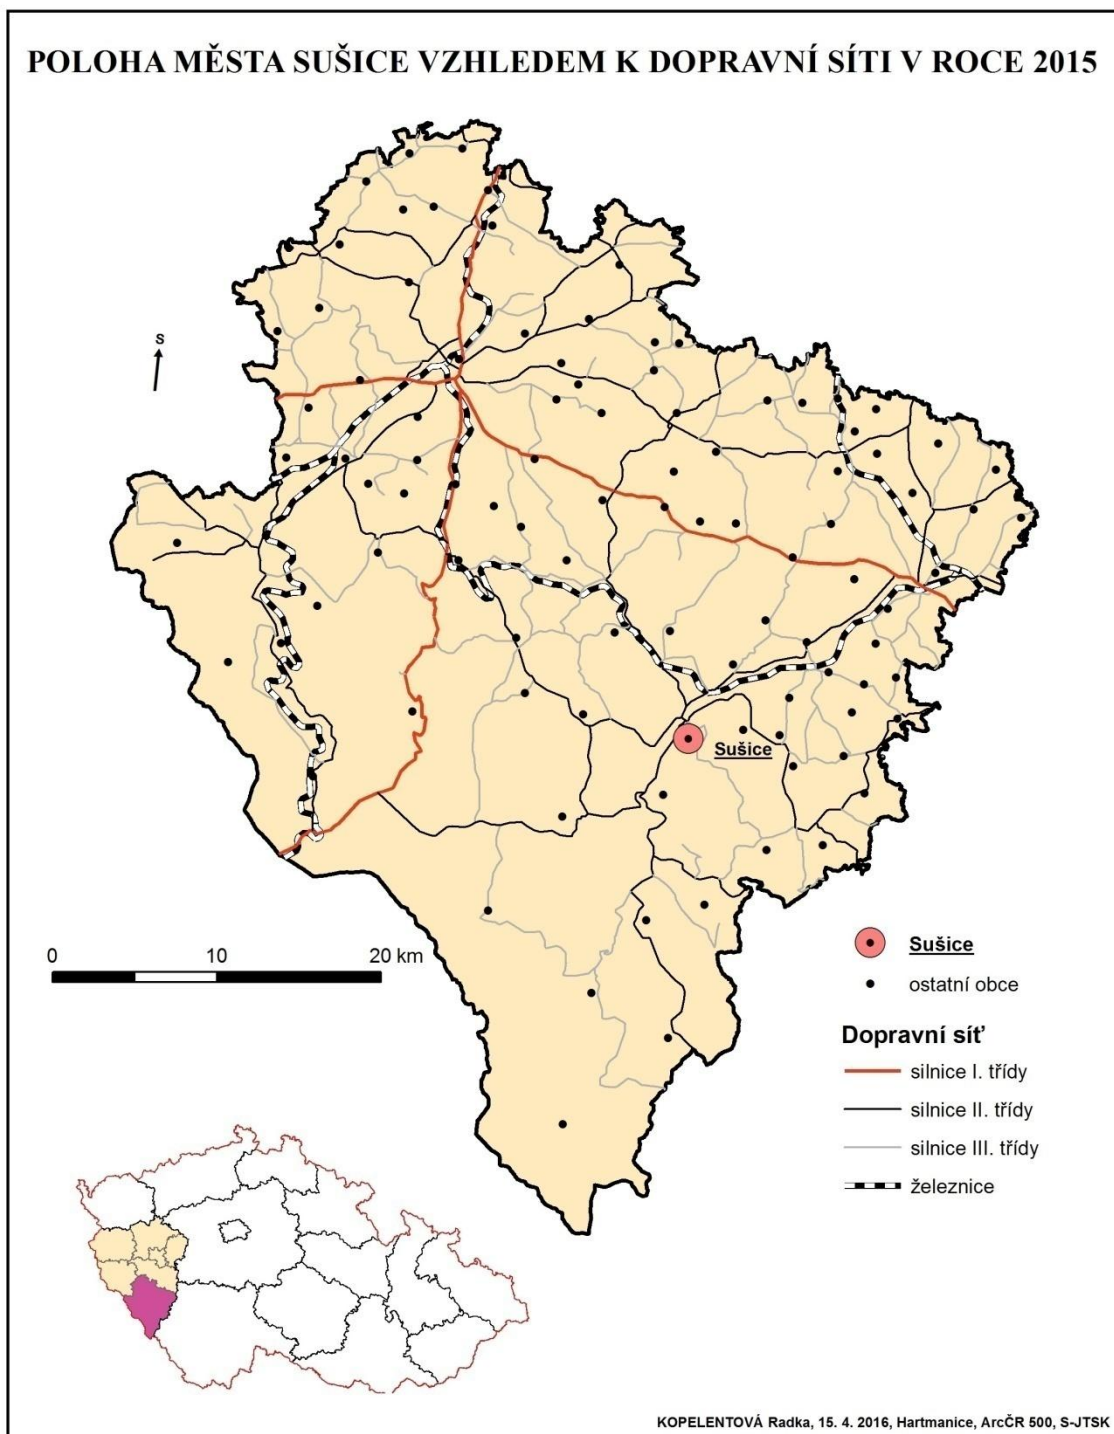 POLOHA MĚSTA SUŠICE VZHLEDEM K DOPRAVNÍ SÍTI V ROCE 2015
S
Sušice
0 10 20 km
Sušice
ostatní obce
Dopravní síť
silnice I. třídy
silnice II. třídy
silnice III. třídy
železnice
KOPELENTOVÁ Radka, 15. 4. 2016, Hartmanice, ArcČR 500, S-JTSK